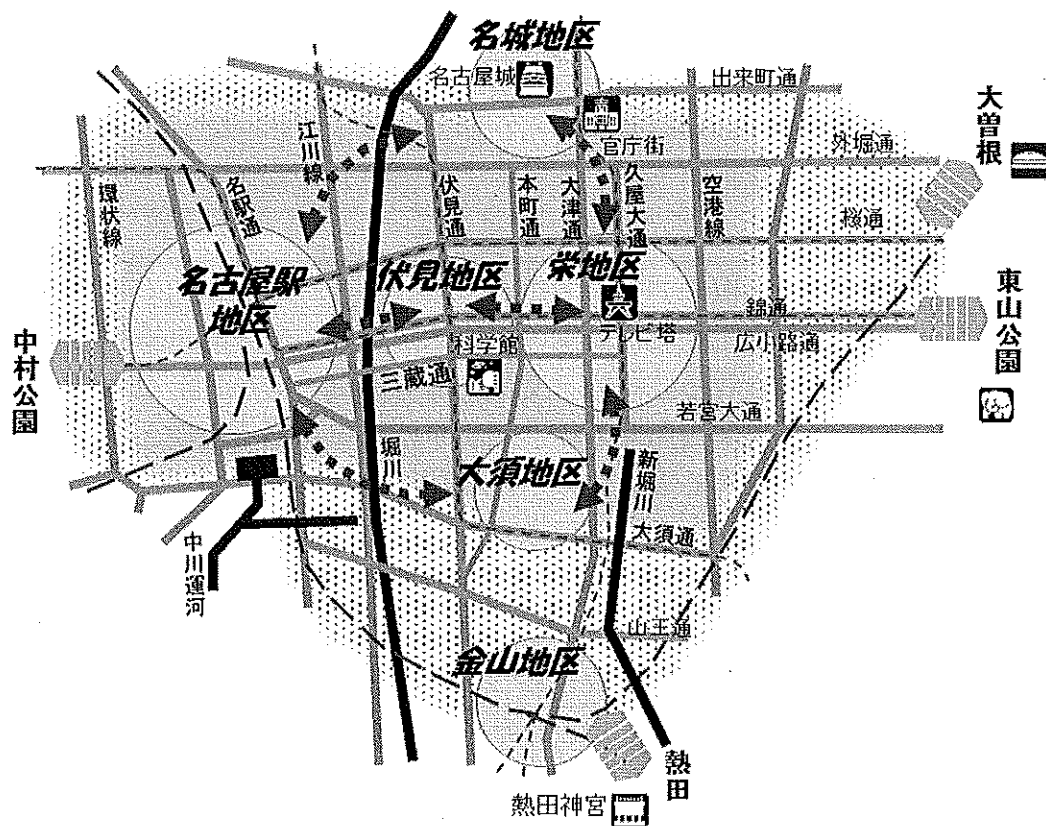 名城地区
名古屋城
出来町通
大曽根
江川線
官庁街
外堀通
環状線
名駅通
伏見通
本町通
大津通
久屋大通
空港線
桜通
名古屋駅
地区
伏見地区
栄地区
東山公園
錦通
テレビ塔
広小路通
中村公園
科学館
三蔵通
若宮大通
堀川
大須地区
新堀川
大須通
中川運河
山王通
金山地区
熱田
熱田神宮